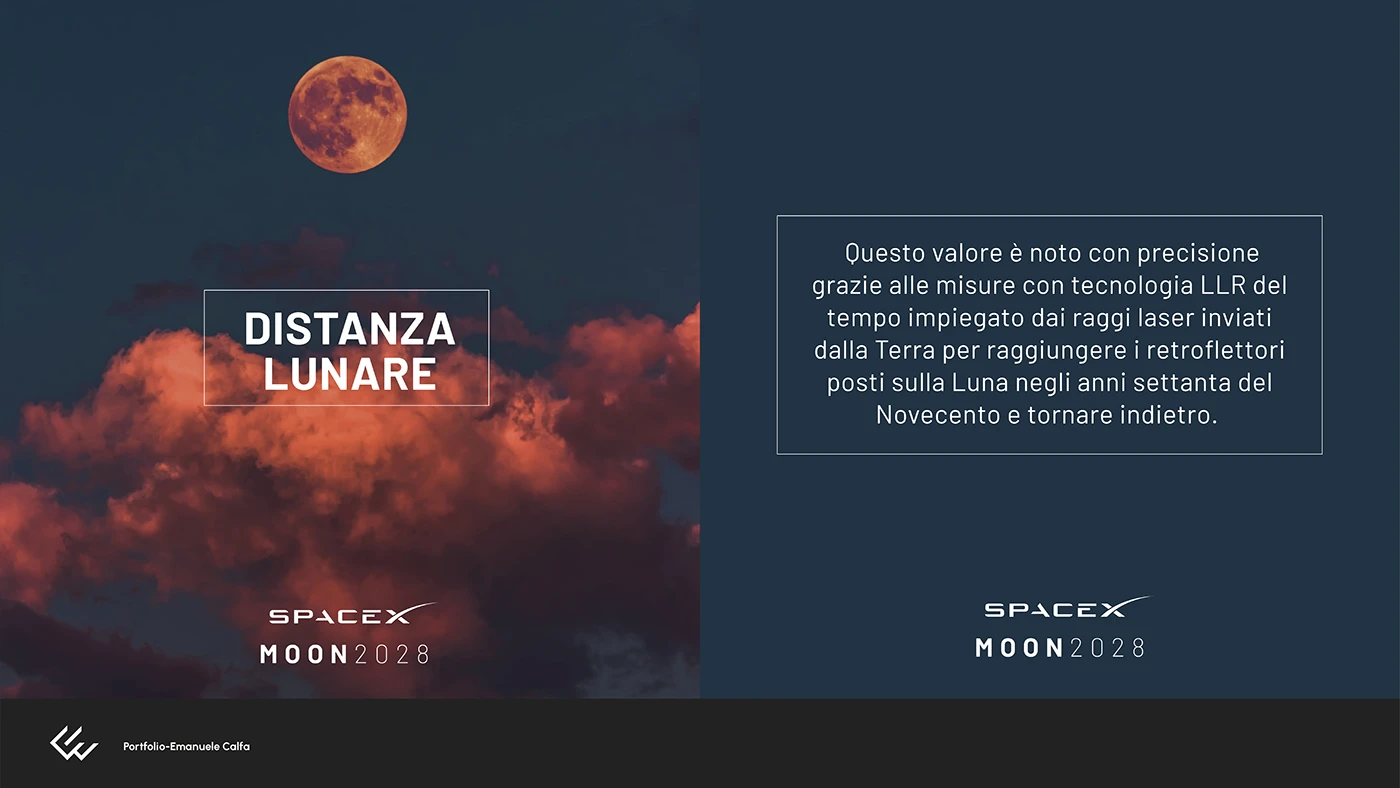 DISTANZA
LUNARE
SPACEX
MOON2028
Questo valore è noto con precisione
grazie alle misure con tecnologia LLR del
tempo impiegato dai raggi laser inviati
dalla Terra per raggiungere i retroflettori
posti sulla Luna negli anni settanta del
Novecento e tornare indietro.
SPACEX
MOON2028
Portfolio-Emanuele Calfa